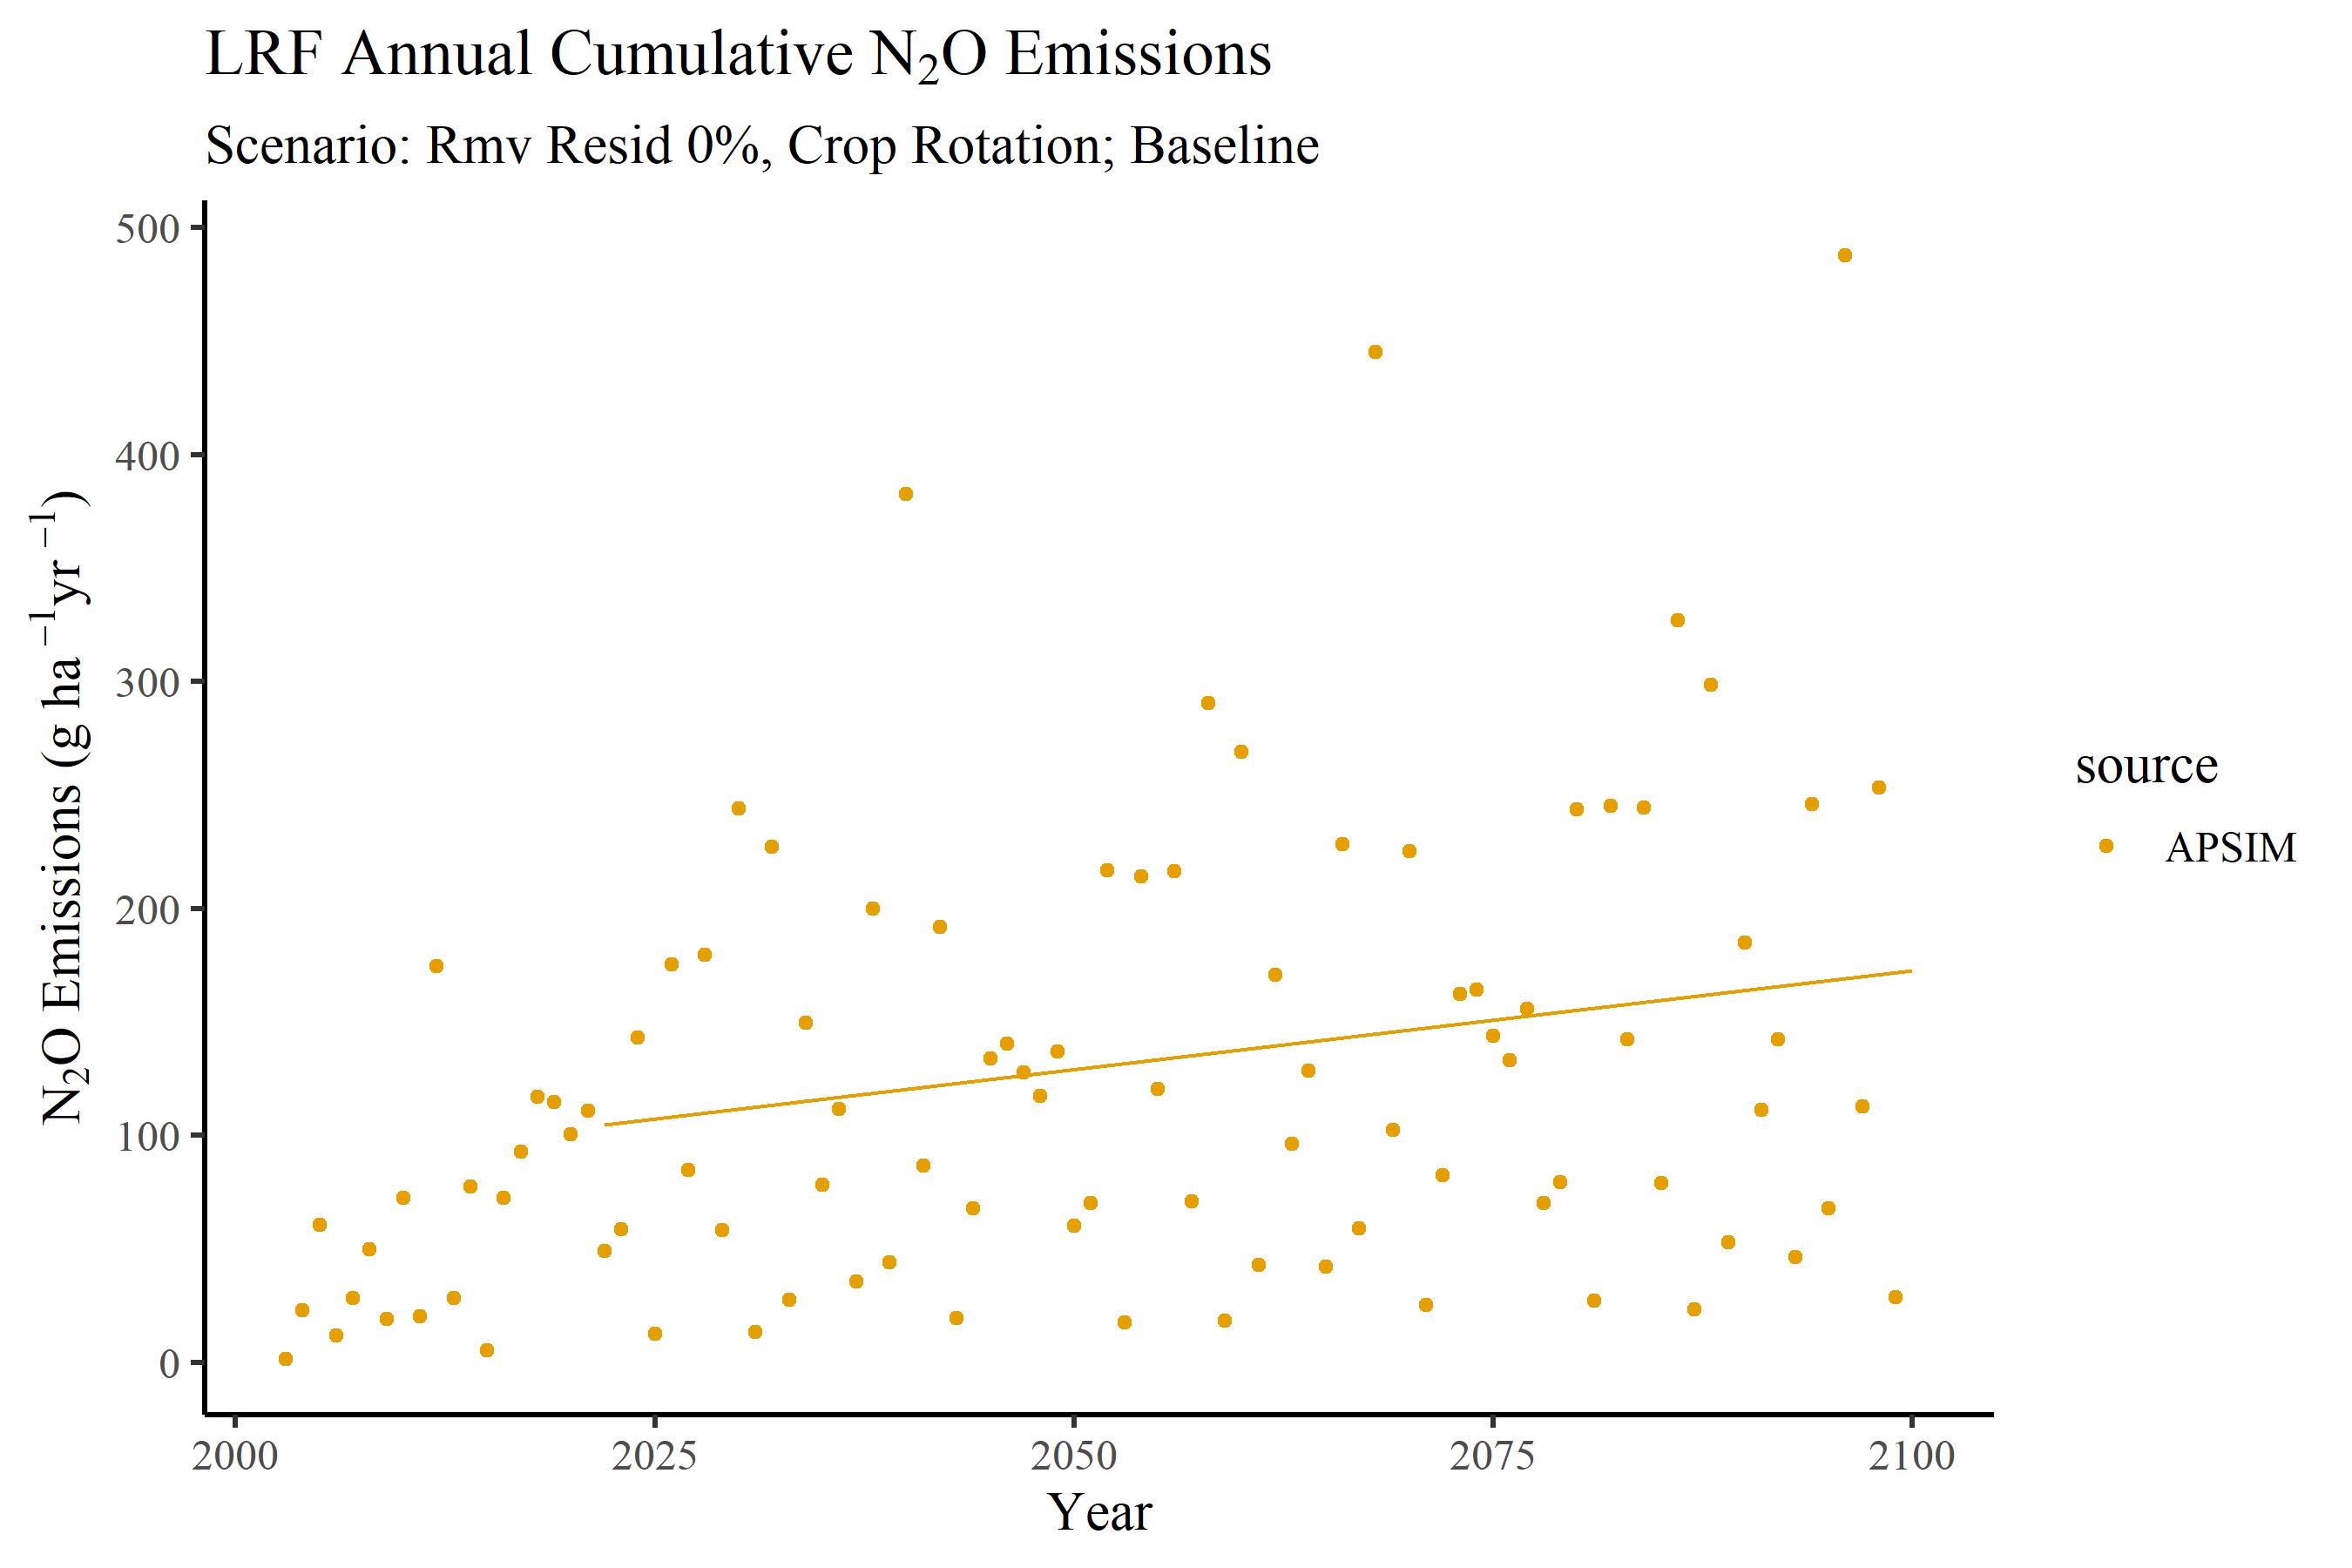 LRF Annual Cumulative N₂O Emissions
Scenario: Rmv Resid 0%, Crop Rotation; Baseline
N₂O Emissions (g ha⁻¹yr⁻¹)
500
400
300
200
100
0
2000 2025 2050 2075 2100
Year
source
APSIM